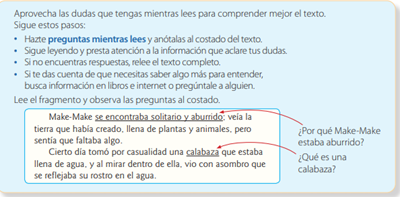 Aprovecha las dudas que tengas mientras lees para comprender mejor el texto.
Sigue estos pasos:
• Hazte preguntas mientras lees y anótalas al costado del texto.
• Sigue leyendo y presta atención a la información que aclare tus dudas.
• Si no encuentras respuestas, relee el texto completo.
• Si te das cuenta de que necesitas saber algo más para entender,
busca información en libros e internet o pregúntale a alguien.
Lee el fragmento y observa las preguntas al costado.
Make-Make se encontraba solitario y aburrido: veía la
tierra que había creado, llena de plantas y animales, pero
sentía que faltaba algo.
Cierto día tomó por casualidad una calabaza que estaba
llena de agua, y al mirar dentro de ella, vio con asombro que
se reflejaba su rostro en el agua.
¿Por qué Make-Make
estaba aburrido?
¿Qué es una
calabaza?